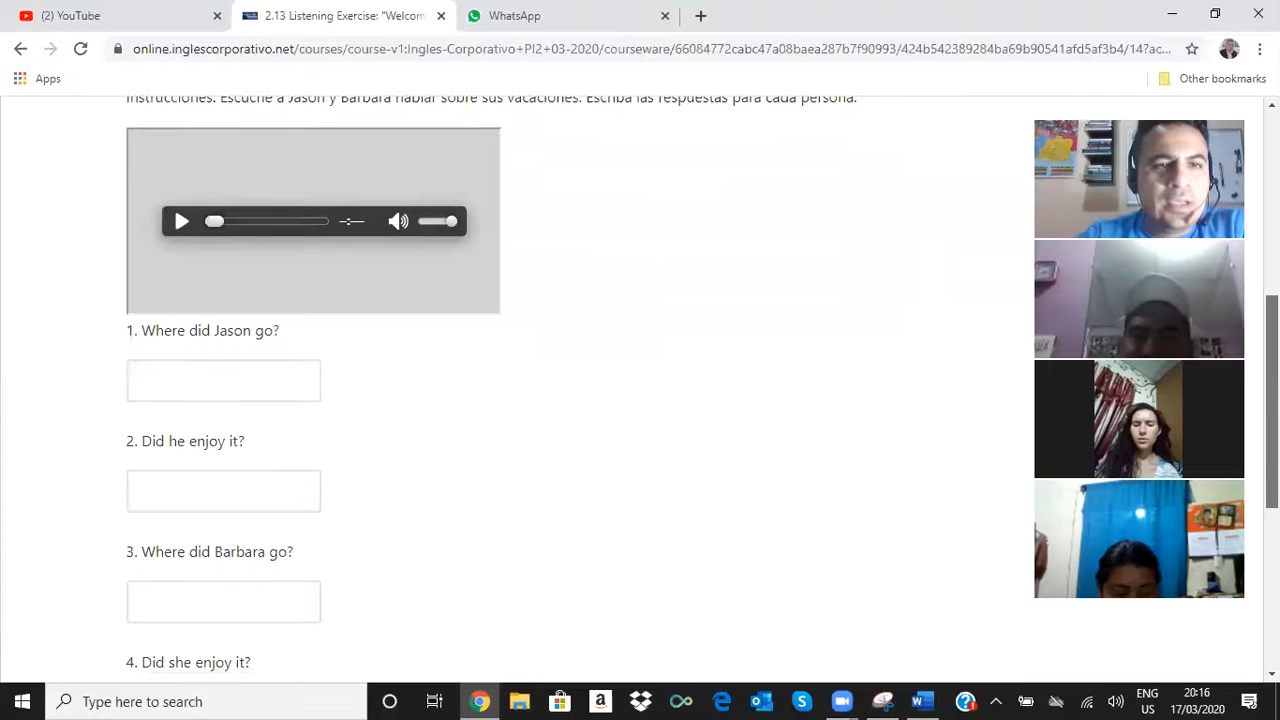 (2) YouTube
2.13 Listening Exercise: "Welcom
WhatsApp
online.inglescorporativo.net/courses/course-v1:Ingles-Corporativo+PI2+03-2020/courseware/66084772cabc47a08baea287b7f90993/424b542389284ba69b90541afd5af3b4/14?ac...
Apps
Other bookmarks
Instrucciones. Escuche a Jason y Barbara hablar sobre sus vacaciones. Escriba las respuestas para cada persona.
1. Where did Jason go?
2. Did he enjoy it?
3. Where did Barbara go?
4. Did she enjoy it?
Type here to search
ENG
US
20:16
17/03/2020